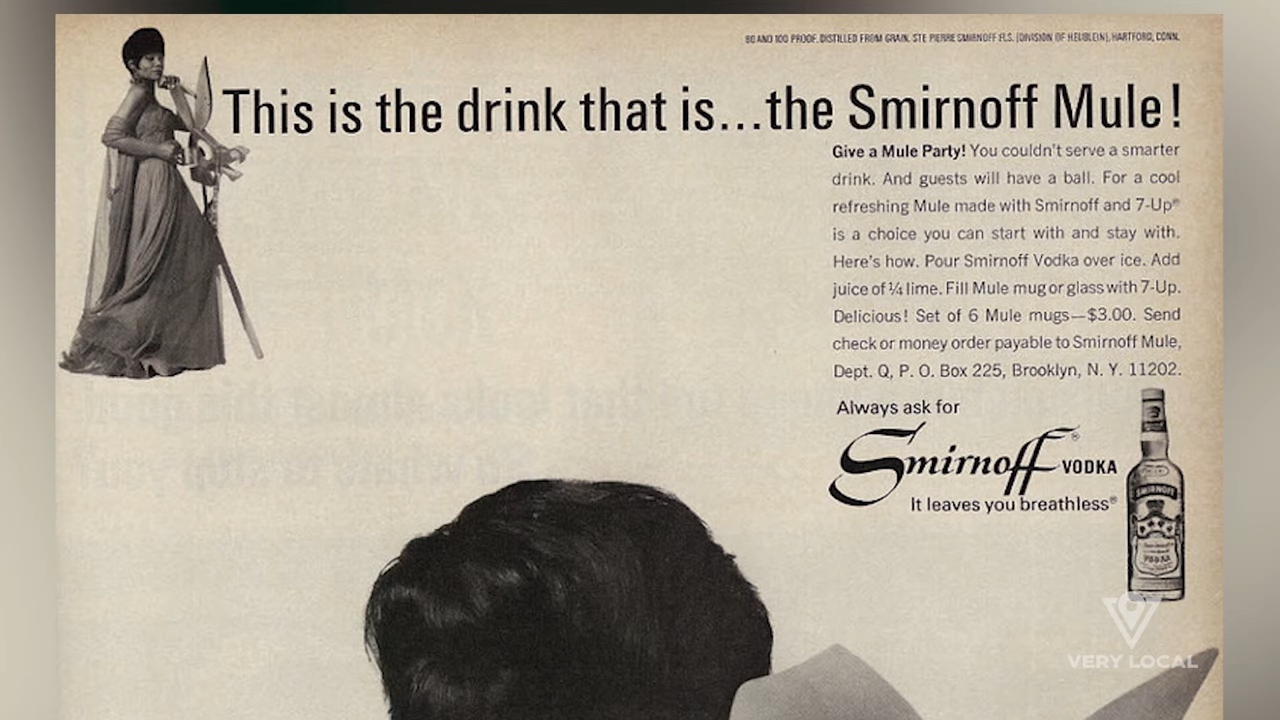 80 AND 100 PROOF. DISTILLED FROM GRAIN. STE PIERRE SMIRNOFF FLS. (DIVISION OF HEUBLEIN), HARTFORD, CONN.
This is the drink that is...the Smirnoff Mule!
Give a Mule Party! You couldn't serve a smarter
drink. And guests will have a ball. For a cool
refreshing Mule made with Smirnoff and 7-Up®
is a choice you can start with and stay with.
Here's how. Pour Smirnoff Vodka over ice. Add
juice of ¼ lime. Fill Mule mug or glass with 7-Up.
Delicious! Set of 6 Mule mugs—$3.00. Send
check or money order payable to Smirnoff Mule,
Dept. Q, P. O. Box 225, Brooklyn, N. Y. 11202.
Always ask for
Smirnoff® VODKA
It leaves you breathless®
SMIRNOFF
VODKA
VERY LOCAL